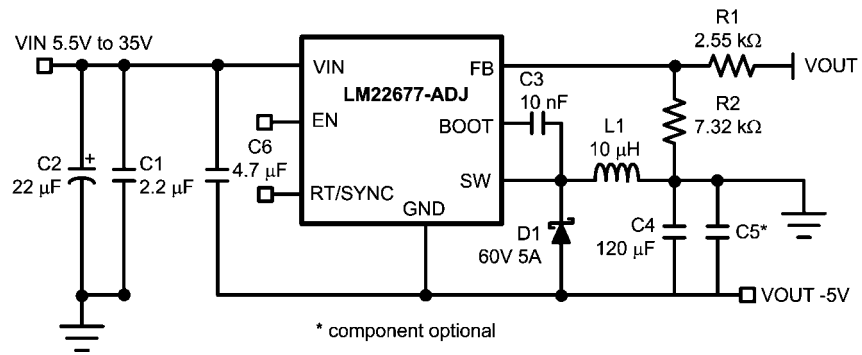 VIN 5.5V to 35V
VIN
FB
LM22677-ADJ
R1
2.55 kΩ
VOUT
C3
10 nF
EN
BOOT
R2
7.32 kΩ
L1
10 µH
C2
22 µF
+
C1
2.2 µF
C6
4.7 µF
RT/SYNC
SW
GND
D1
60V 5A
C4
120 µF
C5*
VOUT -5V
* component optional